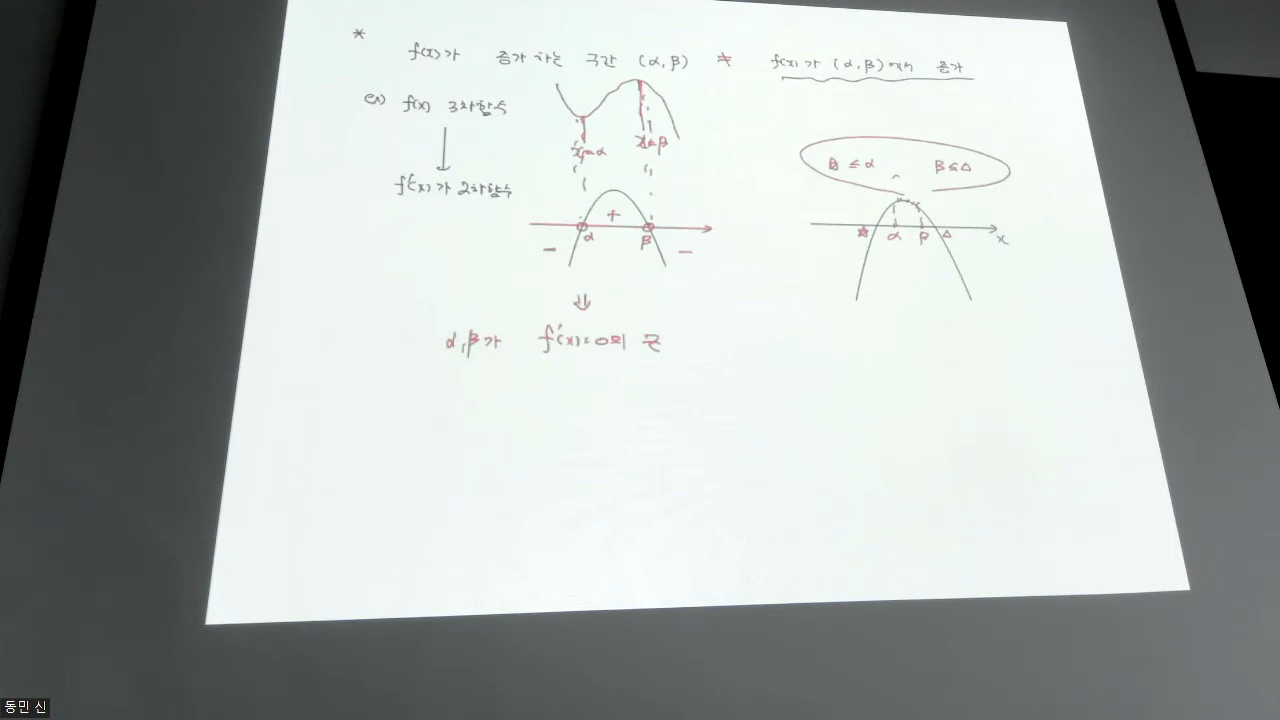 * f(x)가 증가하는 구간 (α, β) ≠ f(x)가 (α, β)에서 증가
ex) f(x) 3차함수
x=α x=β
f'(x)가 2차함수
+
α β
- -
⇓
α, β가 f'(x)=0의 근
≤α β≤△
☆ α β △ x
동민 신